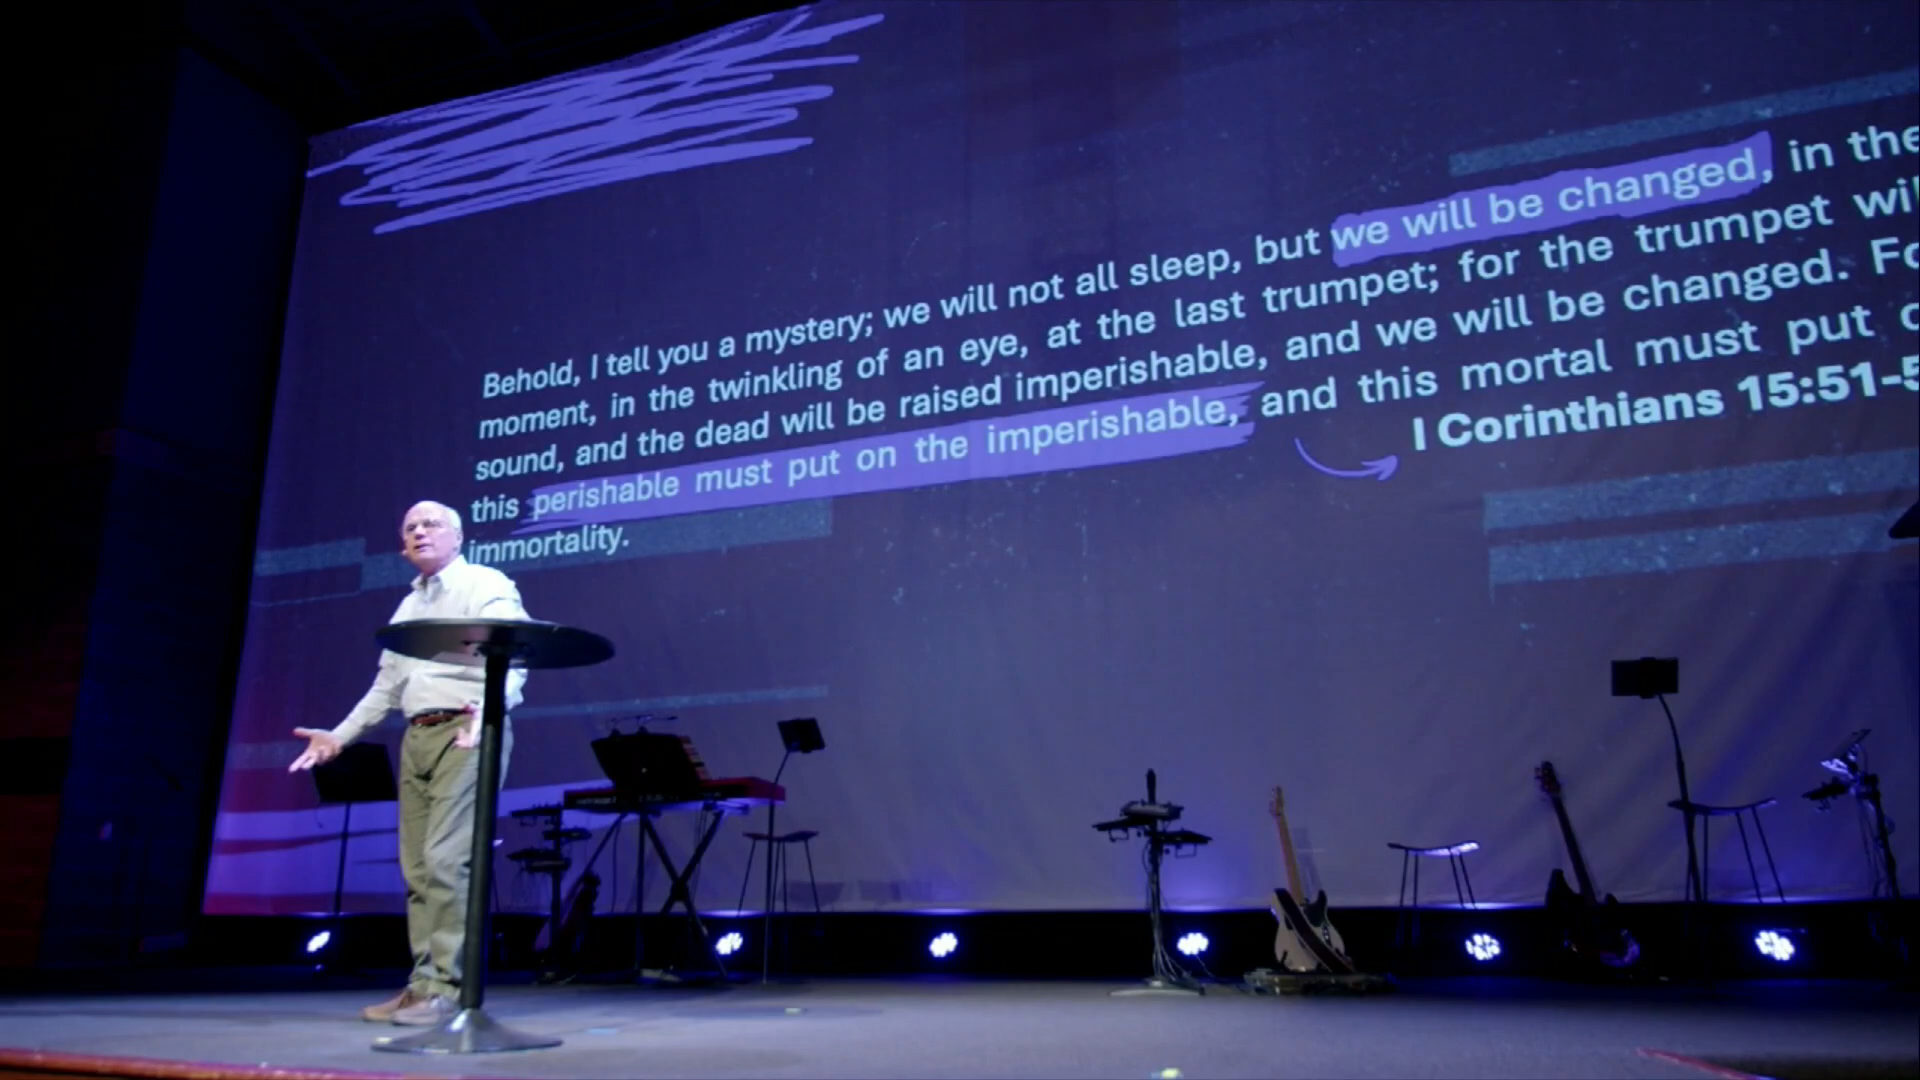 Behold, I tell you a mystery; we will not all sleep, but we will be changed, in the
moment, in the twinkling of an eye, at the last trumpet; for the trumpet
sound, and the dead will be raised imperishable, and we will be changed.
this perishable must put on the imperishable, and this mortal must put
immortality.
I Corinthians 15:51-